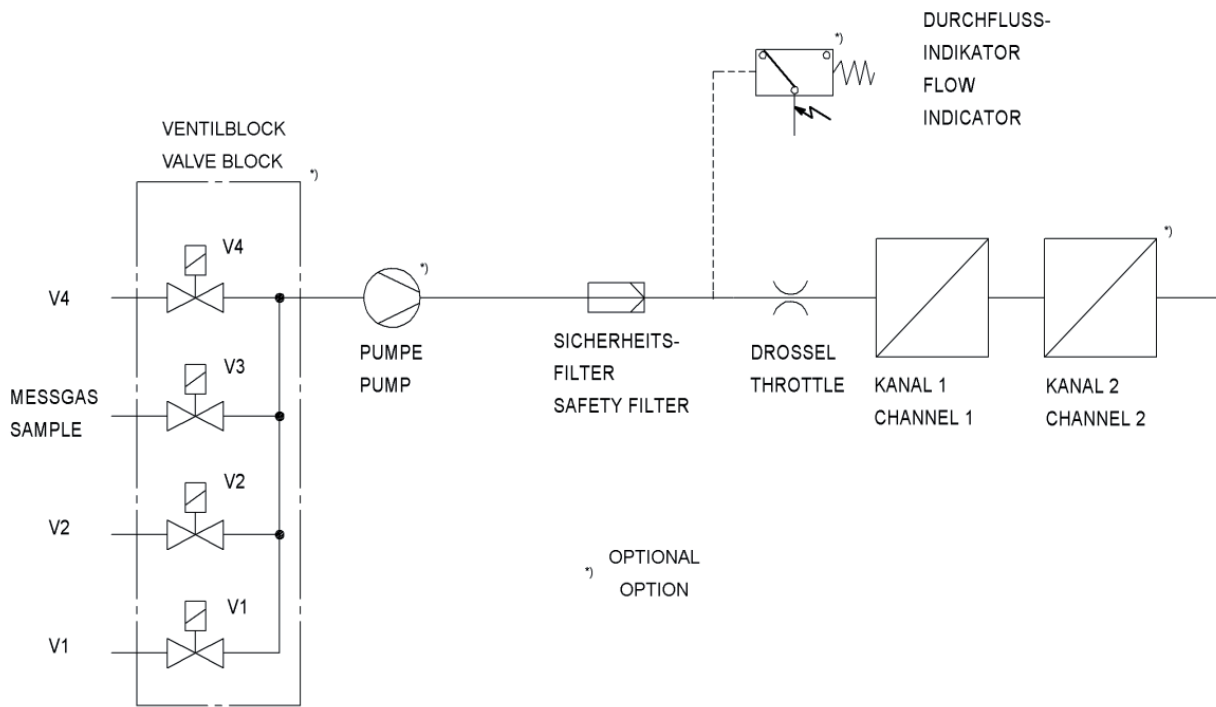 *)
DURCHFLUSS-
INDIKATOR
FLOW
INDICATOR
VENTILBLOCK
VALVE BLOCK
*)
V4
V4
*)
PUMPE
PUMP
SICHERHEITS-
FILTER
SAFETY FILTER
DROSSEL
THROTTLE
KANAL 1
CHANNEL 1
*)
KANAL 2
CHANNEL 2
V3
MESSGAS
SAMPLE
V2
V2
V1
V1
*) OPTIONAL
OPTION